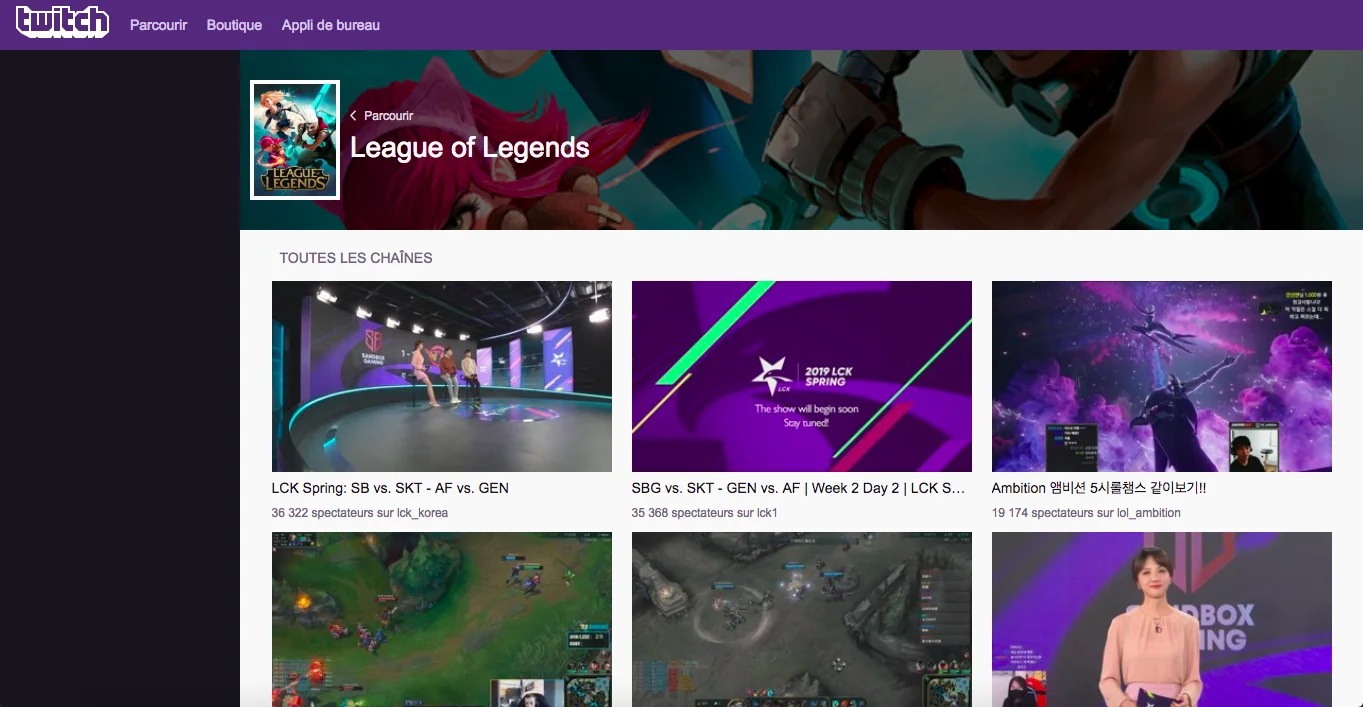 twitch
Parcourir
Boutique
Appli de bureau
Parcourir
League of Legends
LEAGUE OF
LEGENDS
TOUTES LES CHAÎNES
SANDBOX
GAMING
2019 LCK
SPRING
LCK
The show will begin soon
Stay tuned!
LCK Spring: SB vs. SKT - AF vs. GEN
SBG vs. SKT - GEN vs. AF | Week 2 Day 2 | LCK S…
Ambition 앰비션 5시롤챔스 같이보기!!
36 322 spectateurs sur lck_korea
35 368 spectateurs sur lck1
19 174 spectateurs sur lol_ambition